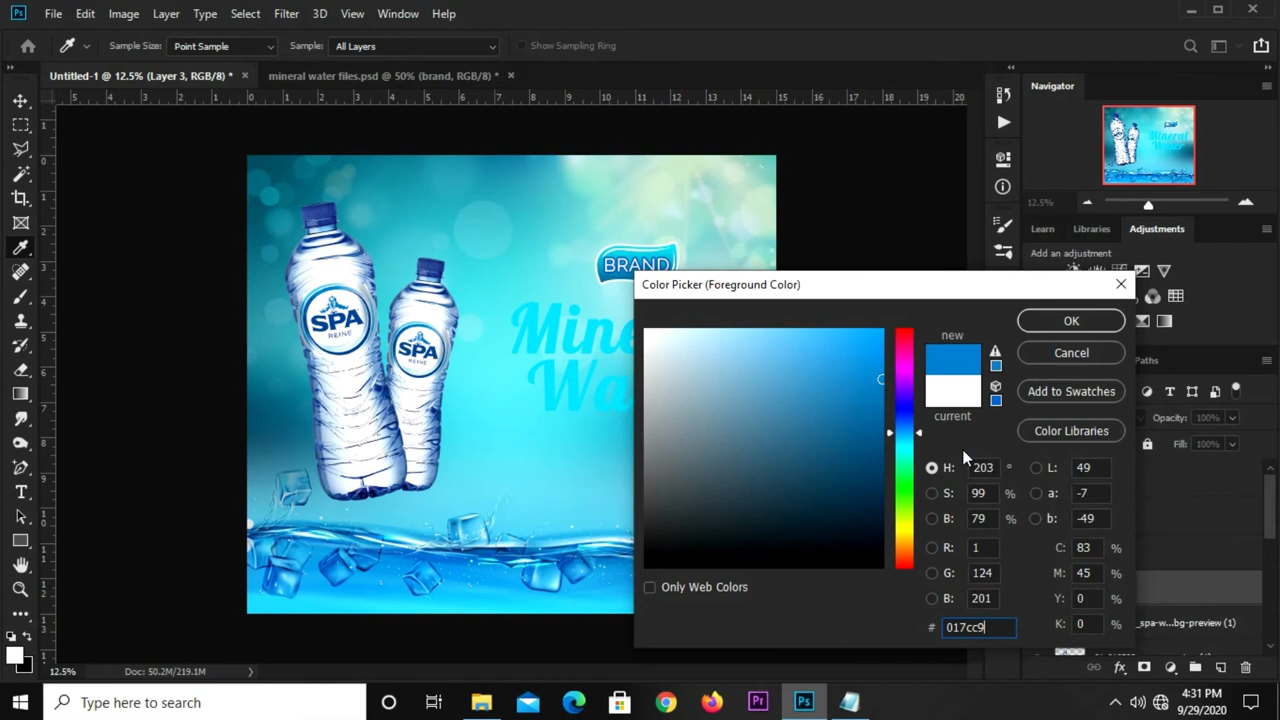 Ps File Edit Image Layer Type Select Filter 3D View Window Help
Sample Size: Point Sample Sample: All Layers Show Sampling Ring
Untitled-1 @ 12.5% (Layer 3, RGB/8) * × mineral water files.psd @ 50% (brand, RGB/8) * ×
Navigator
12.5%
Learn Libraries Adjustments
Add an adjustment
BRAND
Mine
Wa
SPA
REINE
SPA
REINE
Color Picker (Foreground Color)
new
current
OK
Cancel
Add to Swatches
Color Libraries
H: 203 ° L: 49
S: 99 % a: -7
B: 79 % b: -49
R: 1 C: 83 %
G: 124 M: 45 %
B: 201 Y: 0 %
# 017cc9 K: 0 %
Only Web Colors
Paths
Opacity: 100%
Fill: 100%
_spa-w...bg-preview (1)
12.5% Doc: 50.2M/219.1M
Type here to search
4:31 PM
9/29/2020